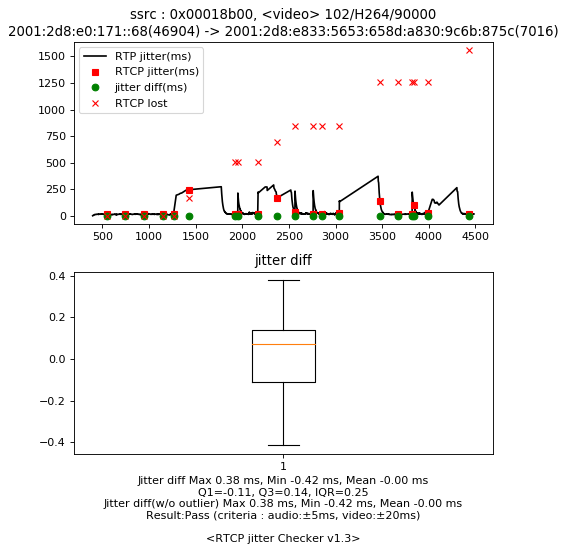 ssrc : 0x00018b00, <video> 102/H264/90000
2001:2d8:e0:171::68(46904) -> 2001:2d8:e833:5653:658d:a830:9c6b:875c(7016)
1500
1250
1000
750
500
250
0
RTP jitter(ms)
RTCP jitter(ms)
jitter diff(ms)
RTCP lost
500 1000 1500 2000 2500 3000 3500 4000 4500
jitter diff
0.4
0.2
0.0
−0.2
−0.4
1
Jitter diff Max 0.38 ms, Min -0.42 ms, Mean -0.00 ms
Q1=-0.11, Q3=0.14, IQR=0.25
Jitter diff(w/o outlier) Max 0.38 ms, Min -0.42 ms, Mean -0.00 ms
Result:Pass (criteria : audio:±5ms, video:±20ms)
<RTCP jitter Checker v1.3>